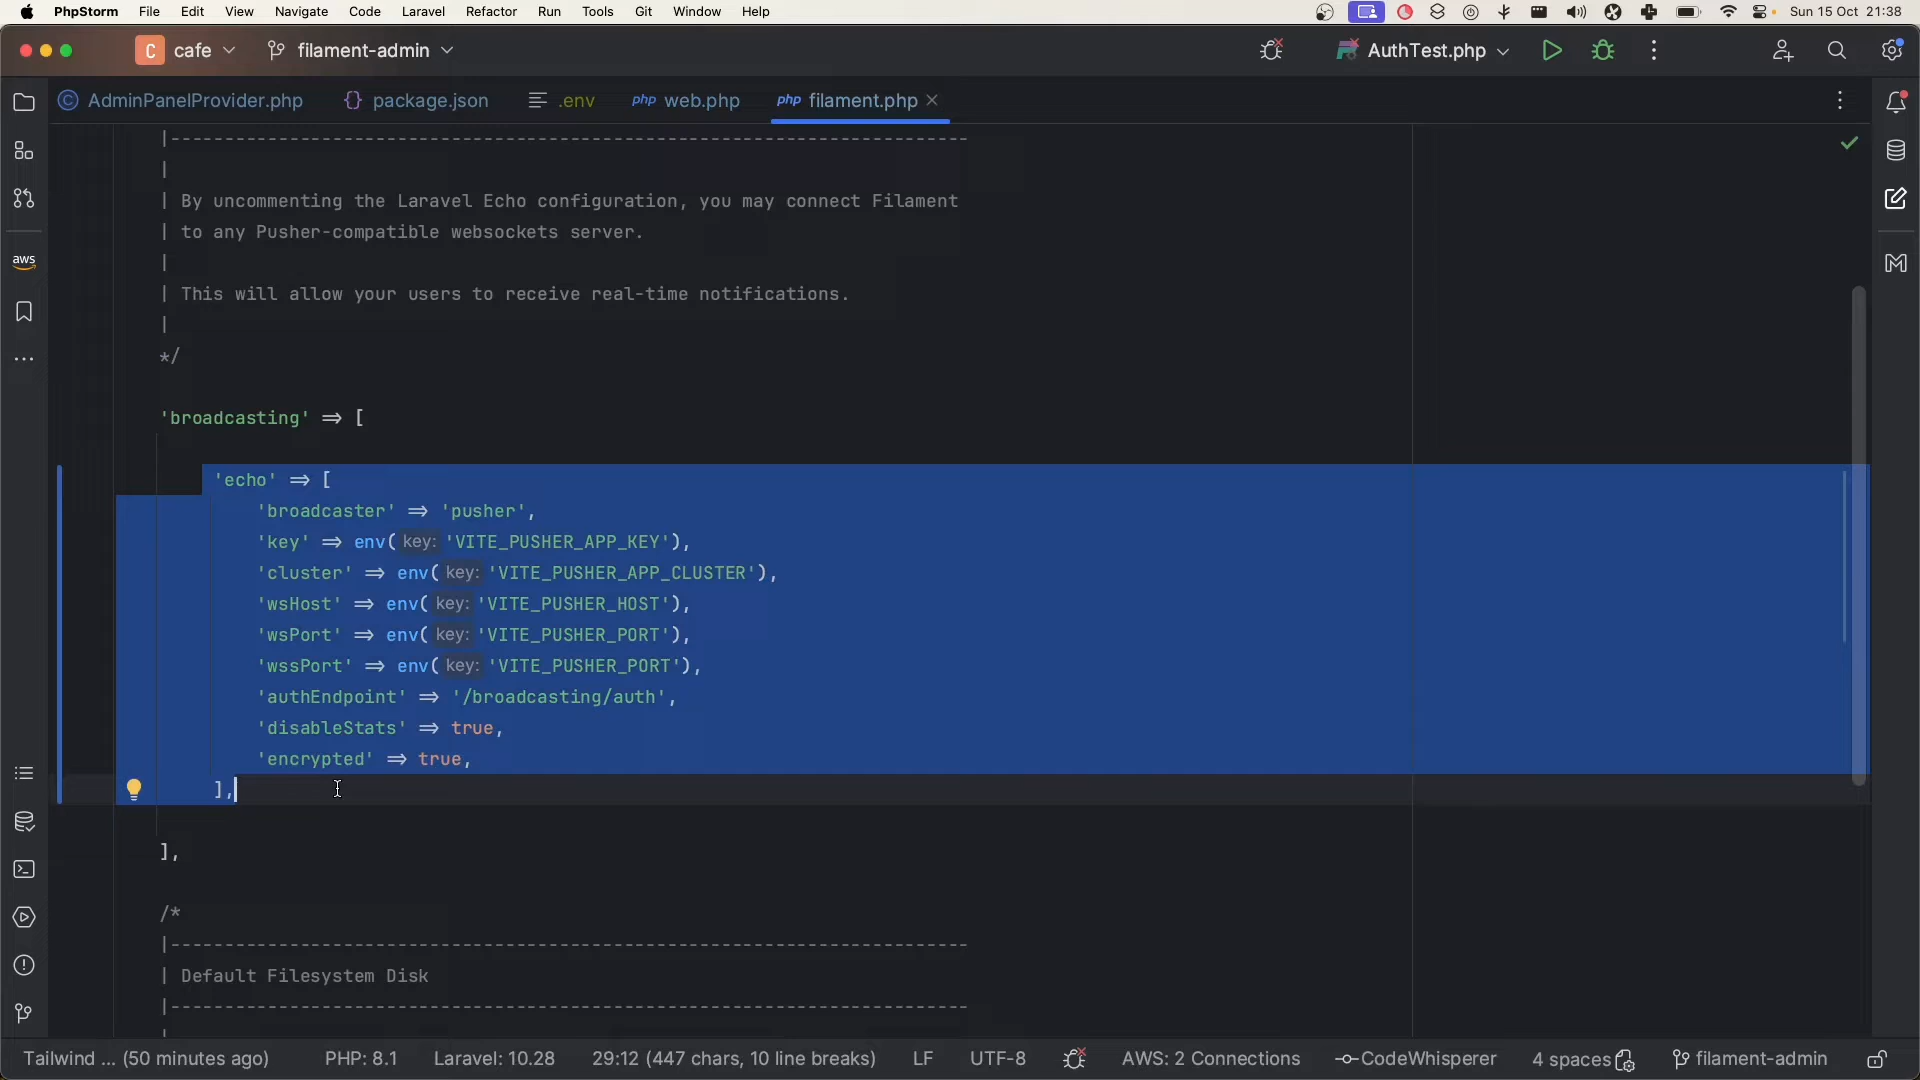 PhpStorm File Edit View Navigate Code Laravel Refactor Run Tools Git Window Help Sun 15 Oct 21:38
C cafe filament-admin AuthTest.php
AdminPanelProvider.php package.json .env php web.php php filament.php
|--------------------------------------------------------------------------
|
| By uncommenting the Laravel Echo configuration, you may connect Filament
| to any Pusher-compatible websockets server.
|
| This will allow your users to receive real-time notifications.
|
*/
'broadcasting' => [
'echo' => [
'broadcaster' => 'pusher',
'key' => env( key: 'VITE_PUSHER_APP_KEY'),
'cluster' => env( key: 'VITE_PUSHER_APP_CLUSTER'),
'wsHost' => env( key: 'VITE_PUSHER_HOST'),
'wsPort' => env( key: 'VITE_PUSHER_PORT'),
'wssPort' => env( key: 'VITE_PUSHER_PORT'),
'authEndpoint' => '/broadcasting/auth',
'disableStats' => true,
'encrypted' => true,
],
],
/*
|--------------------------------------------------------------------------
| Default Filesystem Disk
|--------------------------------------------------------------------------
aws
Tailwind ... (50 minutes ago) PHP: 8.1 Laravel: 10.28 29:12 (447 chars, 10 line breaks) LF UTF-8 AWS: 2 Connections CodeWhisperer 4 spaces filament-admin